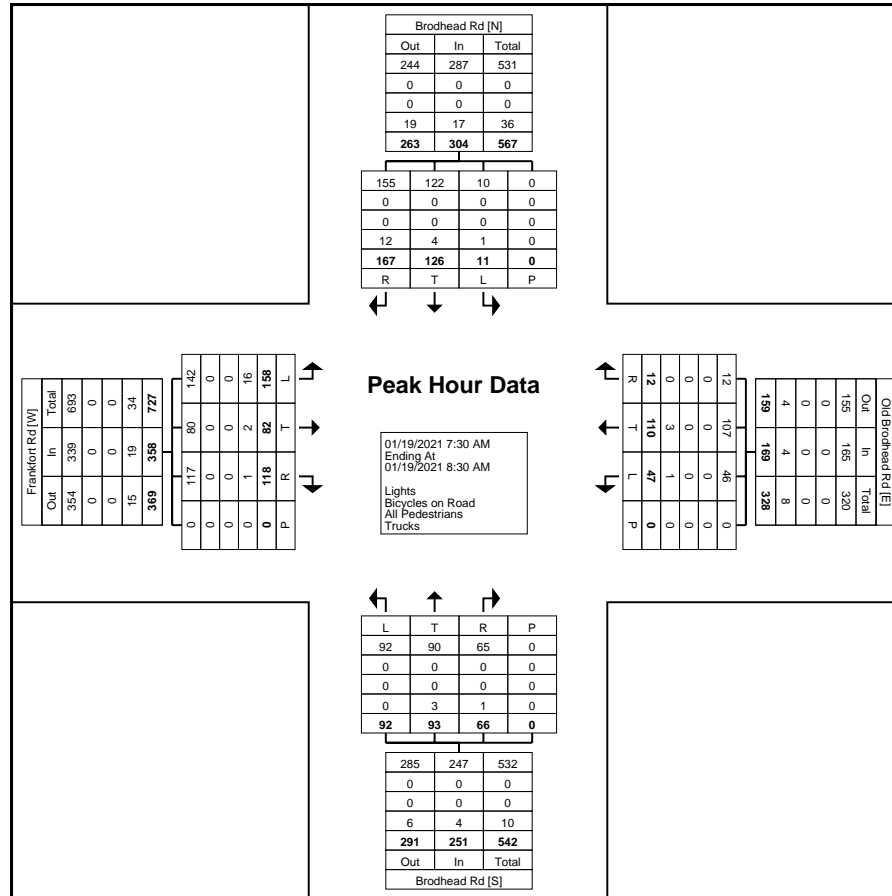 Brodhead Rd [N]
Out In Total
244 287 531
0 0 0
0 0 0
19 17 36
263 304 567
155 122 10 0
0 0 0 0
0 0 0 0
12 4 1 0
167 126 11 0
R T L P
Frankfort Rd [W]
Total In Out
693 339 354
0 0 0
0 0 0
34 19 15
727 358 369
142 80 117 0
0 0 0 0
0 0 0 0
16 2 1 0
158 82 118 0
L T R P
Peak Hour Data
01/19/2021 7:30 AM
Ending At
01/19/2021 8:30 AM
Lights
Bicycles on Road
All Pedestrians
Trucks
12 107 46 0
0 0 0 0
0 0 0 0
0 3 1 0
12 110 47 0
R T L P
Old Brodhead Rd [E]
Out In Total
155 165 320
0 0 0
0 0 0
4 4 8
159 169 328
L T R P
92 90 65 0
0 0 0 0
0 0 0 0
0 3 1 0
92 93 66 0
285 247 532
0 0 0
0 0 0
6 4 10
291 251 542
Out In Total
Brodhead Rd [S]